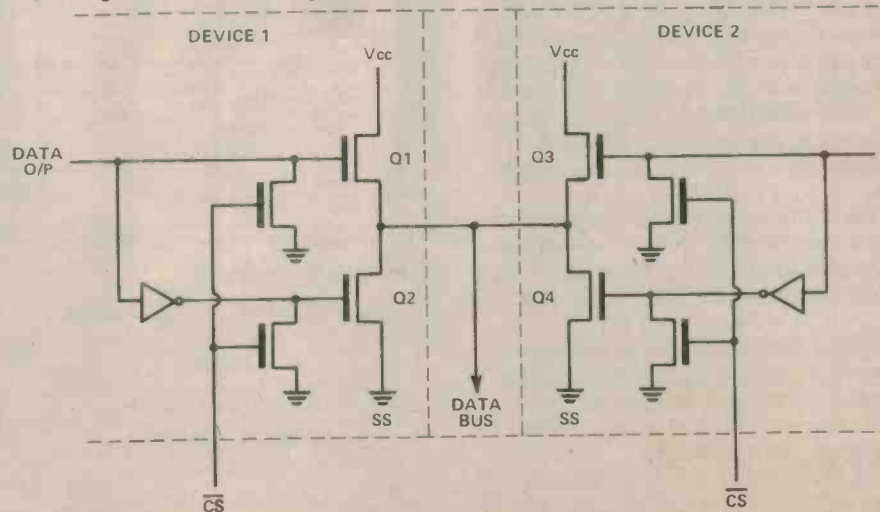 DEVICE 1
DEVICE 2
Vcc
Vcc
DATA
O/P
Q1
Q3
Q2
Q4
SS
DATA
BUS
SS
CS
CS